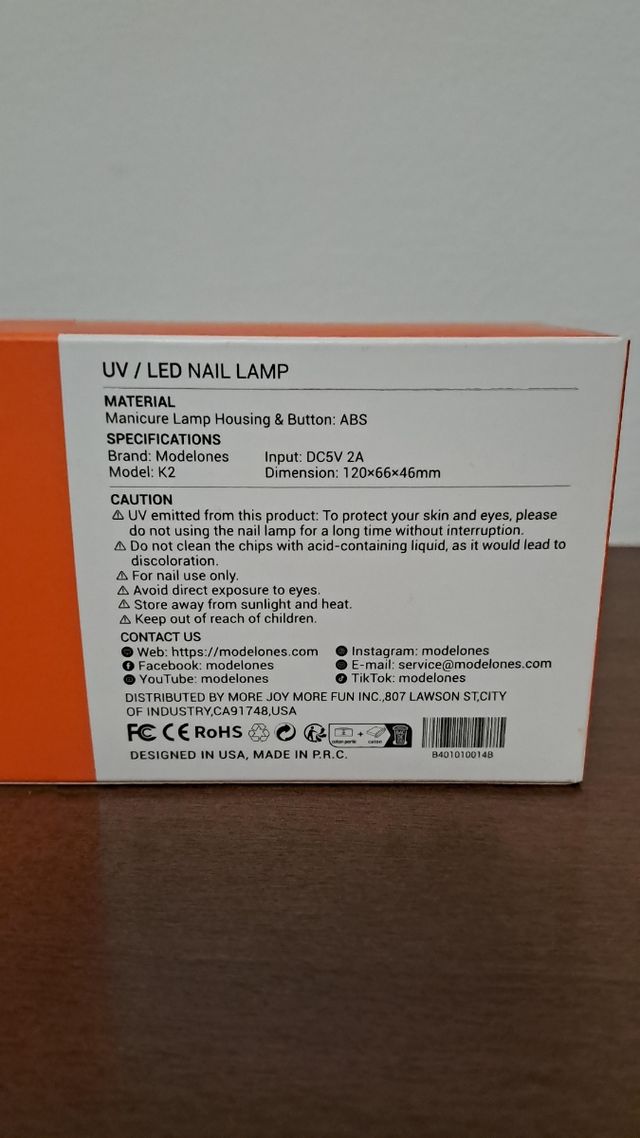 UV / LED NAIL LAMP
MATERIAL
Manicure Lamp Housing & Button: ABS
SPECIFICATIONS
Brand: Modelones Input: DC5V 2A
Model: K2 Dimension: 120×66×46mm
CAUTION
UV emitted from this product: To protect your skin and eyes, please
do not using the nail lamp for a long time without interruption.
Do not clean the chips with acid-containing liquid, as it would lead to
discoloration.
For nail use only.
Avoid direct exposure to eyes.
Store away from sunlight and heat.
Keep out of reach of children.
CONTACT US
Web: https://modelones.com Instagram: modelones
Facebook: modelones E-mail: service@modelones.com
YouTube: modelones TikTok: modelones
DISTRIBUTED BY MORE JOY MORE FUN INC.,807 LAWSON ST,CITY
OF INDUSTRY,CA91748,USA
FC CE RoHS
DESIGNED IN USA, MADE IN P.R.C. B401010014B